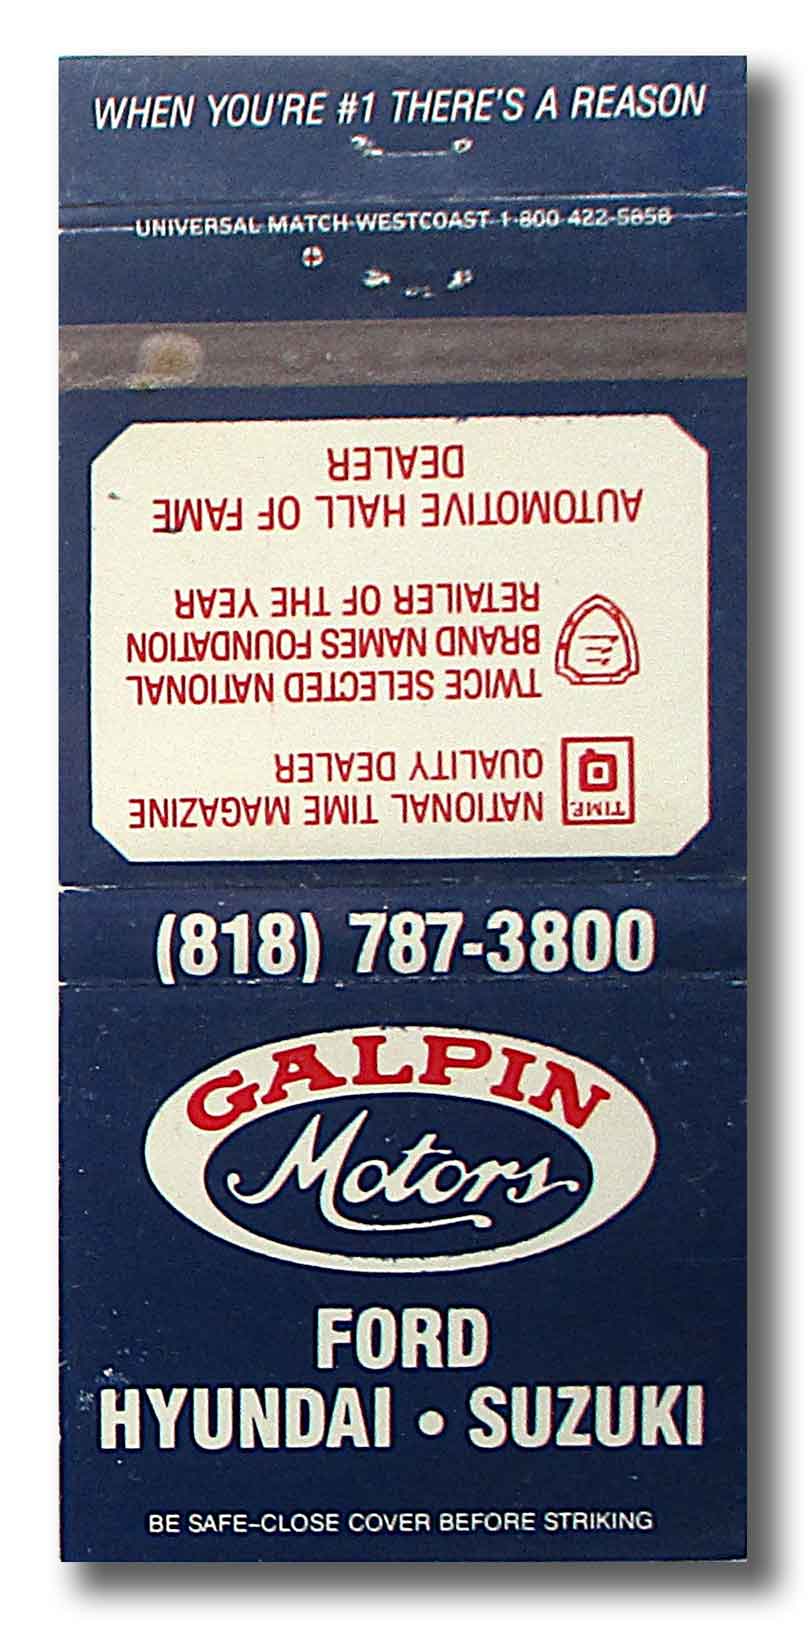 WHEN YOU'RE #1 THERE'S A REASON
UNIVERSAL MATCH-WESTCOAST 1-800-422-5858
NATIONAL TIME MAGAZINE
QUALITY DEALER
TIME
TWICE SELECTED NATIONAL
BRAND NAMES FOUNDATION
RETAILER OF THE YEAR
AUTOMOTIVE HALL OF FAME
DEALER
(818) 787-3800
GALPIN
Motors
FORD
HYUNDAI • SUZUKI
BE SAFE–CLOSE COVER BEFORE STRIKING